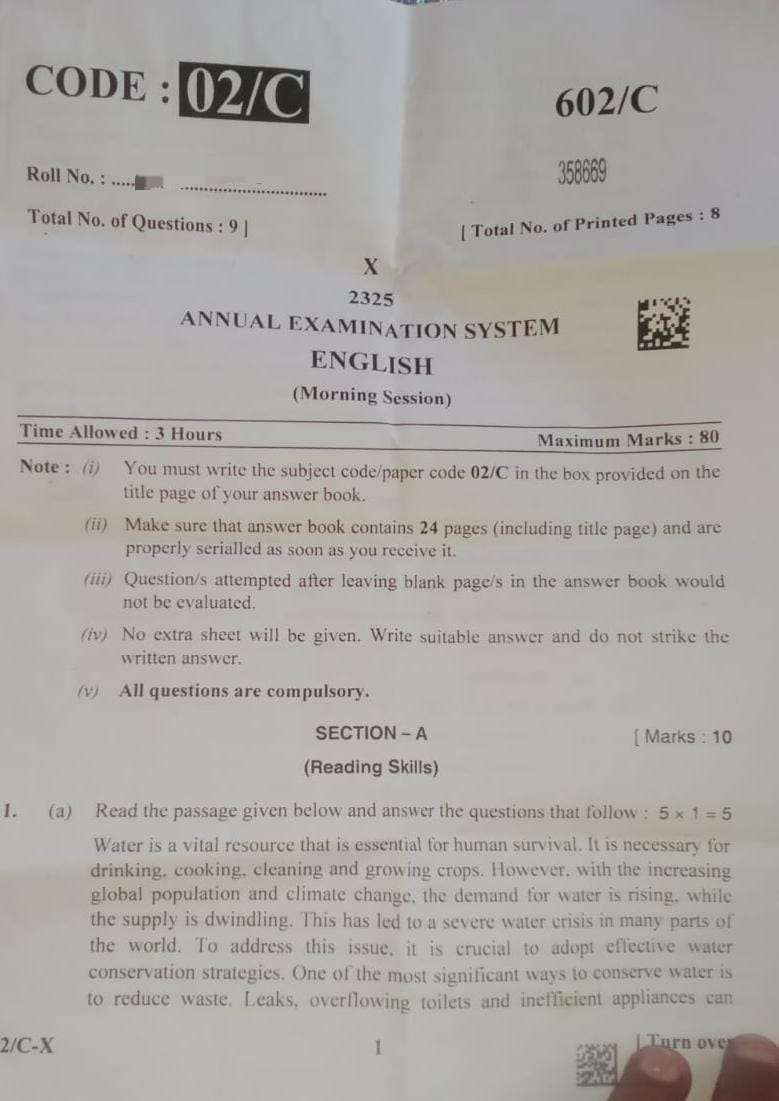 CODE : 02/C
602/C
Roll No. : ..... ..............................
358669
Total No. of Questions : 9 ]
[ Total No. of Printed Pages : 8
X
2325
ANNUAL EXAMINATION SYSTEM
ENGLISH
(Morning Session)
Time Allowed : 3 Hours
Maximum Marks : 80
Note : (i) You must write the subject code/paper code 02/C in the box provided on the
title page of your answer book.
(ii) Make sure that answer book contains 24 pages (including title page) and are
properly serialled as soon as you receive it.
(iii) Question/s attempted after leaving blank page/s in the answer book would
not be evaluated.
(iv) No extra sheet will be given. Write suitable answer and do not strike the
written answer.
(v) All questions are compulsory.
SECTION – A
[ Marks : 10
(Reading Skills)
1. (a) Read the passage given below and answer the questions that follow : 5 × 1 = 5
Water is a vital resource that is essential for human survival. It is necessary for
drinking, cooking, cleaning and growing crops. However, with the increasing
global population and climate change, the demand for water is rising, while
the supply is dwindling. This has led to a severe water crisis in many parts of
the world. To address this issue, it is crucial to adopt effective water
conservation strategies. One of the most significant ways to conserve water is
to reduce waste. Leaks, overflowing toilets and inefficient appliances can
2/C-X
1
[ Turn over